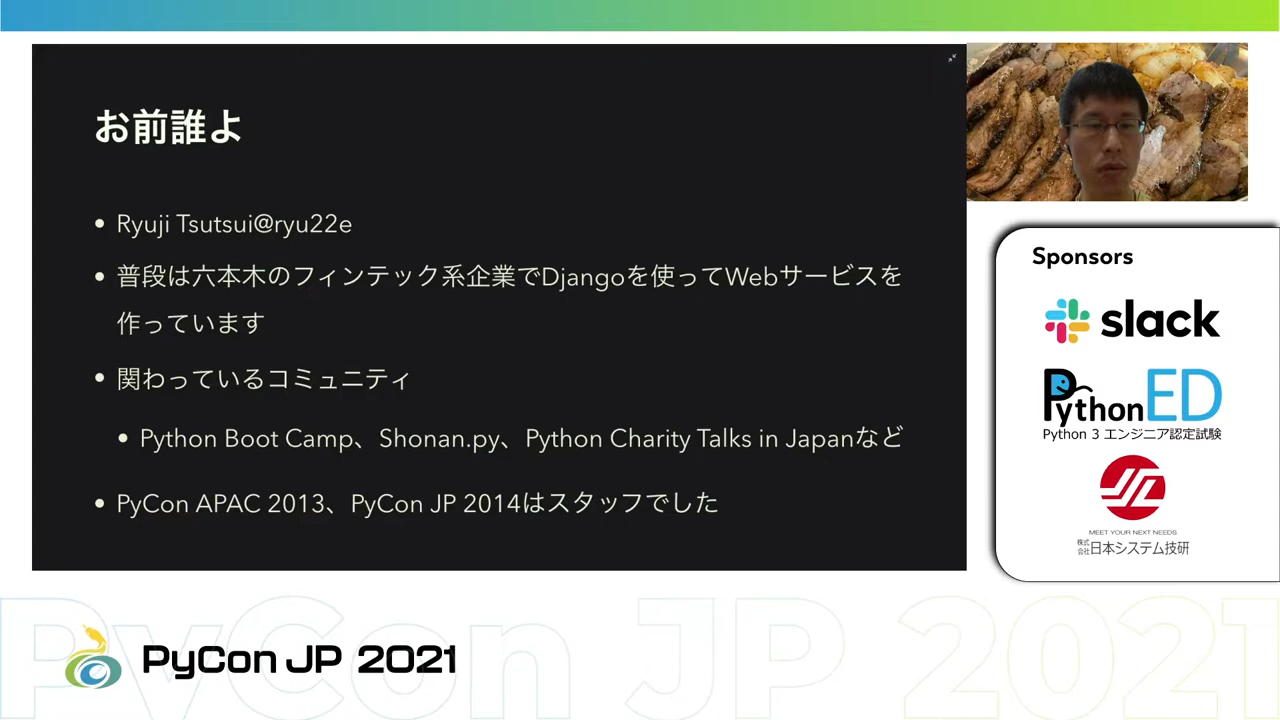 お前誰よ
• Ryuji Tsutsui@ryu22e
• 普段は六本木のフィンテック系企業でDjangoを使ってWebサービスを
作っています
• 関わっているコミュニティ
• Python Boot Camp、Shonan.py、Python Charity Talks in Japanなど
• PyCon APAC 2013、PyCon JP 2014はスタッフでした
Sponsors
slack
PythonED
Python 3 エンジニア認定試験
MEET YOUR NEXT NEEDS
株式会社日本システム技研
PyCon JP 2021
PyCon JP 2021